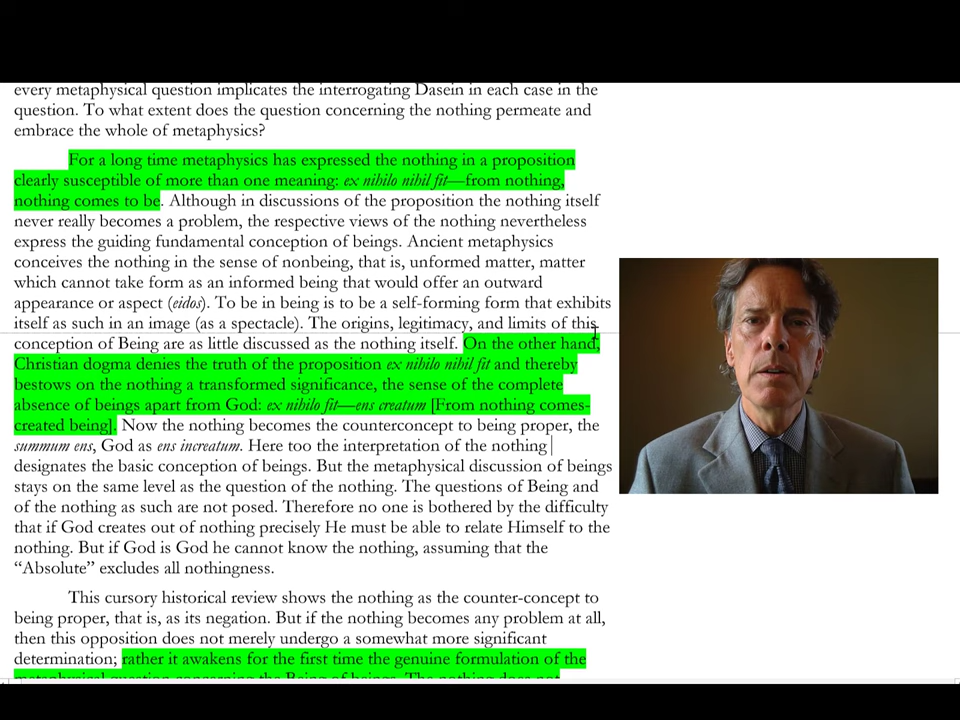 every metaphysical question implicates the interrogating Dasein in each case in the
question. To what extent does the question concerning the nothing permeate and
embrace the whole of metaphysics?
For a long time metaphysics has expressed the nothing in a proposition
clearly susceptible of more than one meaning: ex nihilo nihil fit—from nothing,
nothing comes to be. Although in discussions of the proposition the nothing itself
never really becomes a problem, the respective views of the nothing nevertheless
express the guiding fundamental conception of beings. Ancient metaphysics
conceives the nothing in the sense of nonbeing, that is, unformed matter, matter
which cannot take form as an informed being that would offer an outward
appearance or aspect (eidos). To be in being is to be a self-forming form that exhibits
itself as such in an image (as a spectacle). The origins, legitimacy, and limits of this
conception of Being are as little discussed as the nothing itself. On the other hand,
Christian dogma denies the truth of the proposition ex nihilo nihil fit and thereby
bestows on the nothing a transformed significance, the sense of the complete
absence of beings apart from God: ex nihilo fit—ens creatum [From nothing comes-
created being]. Now the nothing becomes the counterconcept to being proper, the
summum ens, God as ens increatum. Here too the interpretation of the nothing
designates the basic conception of beings. But the metaphysical discussion of beings
stays on the same level as the question of the nothing. The questions of Being and
of the nothing as such are not posed. Therefore no one is bothered by the difficulty
that if God creates out of nothing precisely He must be able to relate Himself to the
nothing. But if God is God he cannot know the nothing, assuming that the
“Absolute” excludes all nothingness.
This cursory historical review shows the nothing as the counter-concept to
being proper, that is, as its negation. But if the nothing becomes any problem at all,
then this opposition does not merely undergo a somewhat more significant
determination; rather it awakens for the first time the genuine formulation of the
metaphysical question concerning the Being of beings. The nothing does not